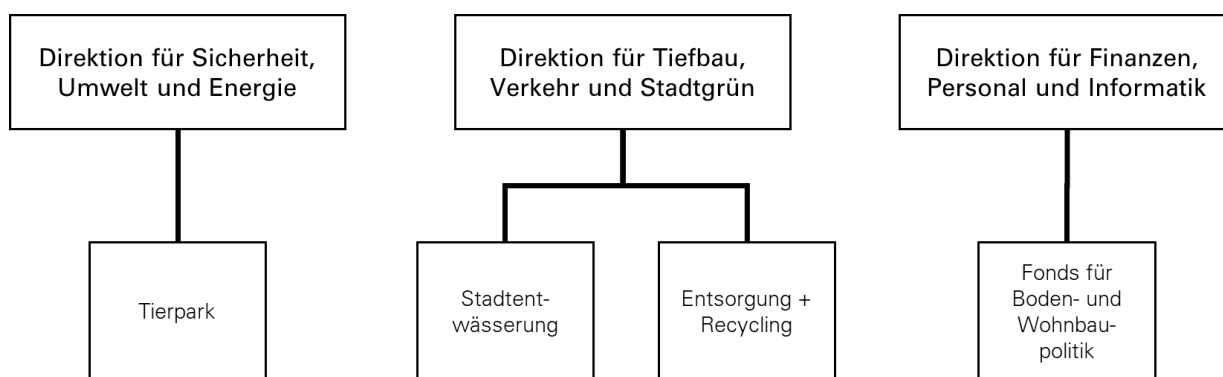 Direktion für Sicherheit,
Umwelt und Energie
Direktion für Tiefbau,
Verkehr und Stadtgrün
Direktion für Finanzen,
Personal und Informatik
Tierpark
Stadtent-
wässerung
Entsorgung +
Recycling
Fonds für
Boden- und
Wohnbau-
politik